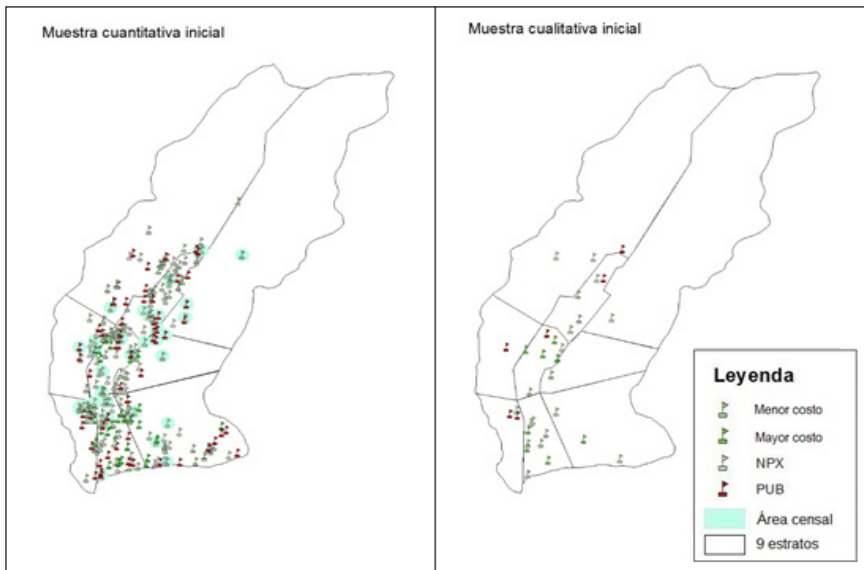 Muestra cuantitativa inicial
Muestra cualitativa inicial
Leyenda
Menor costo
Mayor costo
NPX
PUB
Área censal
9 estratos